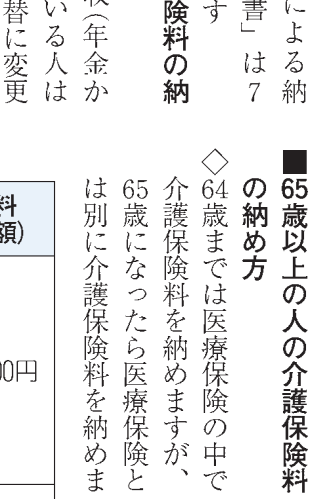 による納
書」は7
す
険料の納
収(年金か
いる人は
替に変更
■65歳以上の人の介護保険料
の納め方
◇64歳までは医療保険の中で
介護保険料を納めますが、
65歳になったら医療保険と
は別に介護保険料を納めま
料
額)
00円